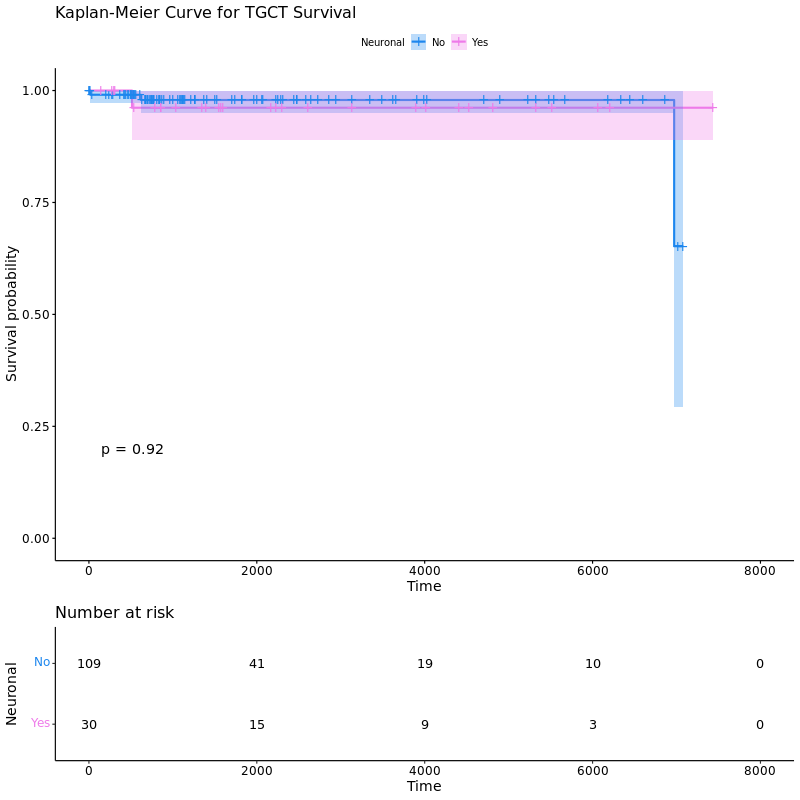 Kaplan-Meier Curve for TGCT Survival
Neuronal No Yes
Survival probability
1.00
0.75
0.50
0.25
0.00
p = 0.92
0 2000 4000 6000 8000
Time
Number at risk
Neuronal
No 109 41 19 10 0
Yes 30 15 9 3 0
0 2000 4000 6000 8000
Time